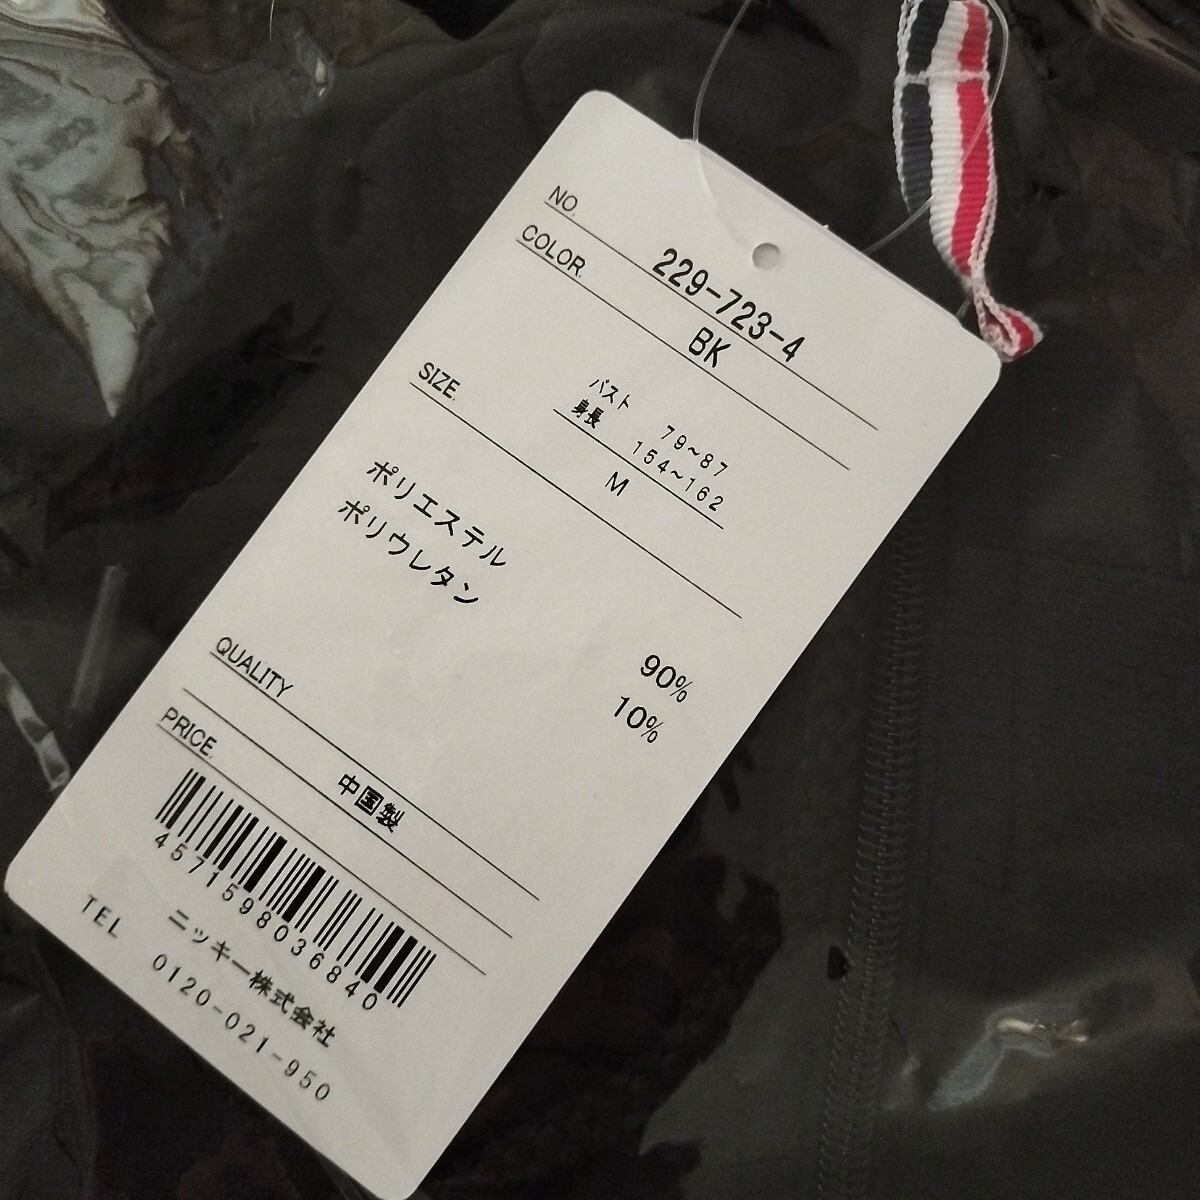 NO. 229-723-4
COLOR. BK
バスト 79~87
身長 154~162
SIZE. M
ポリエステル 90%
ポリウレタン 10%
QUALITY
中国製
PRICE.
4571598036840
ニッキー株式会社
TEL 0120-021-950